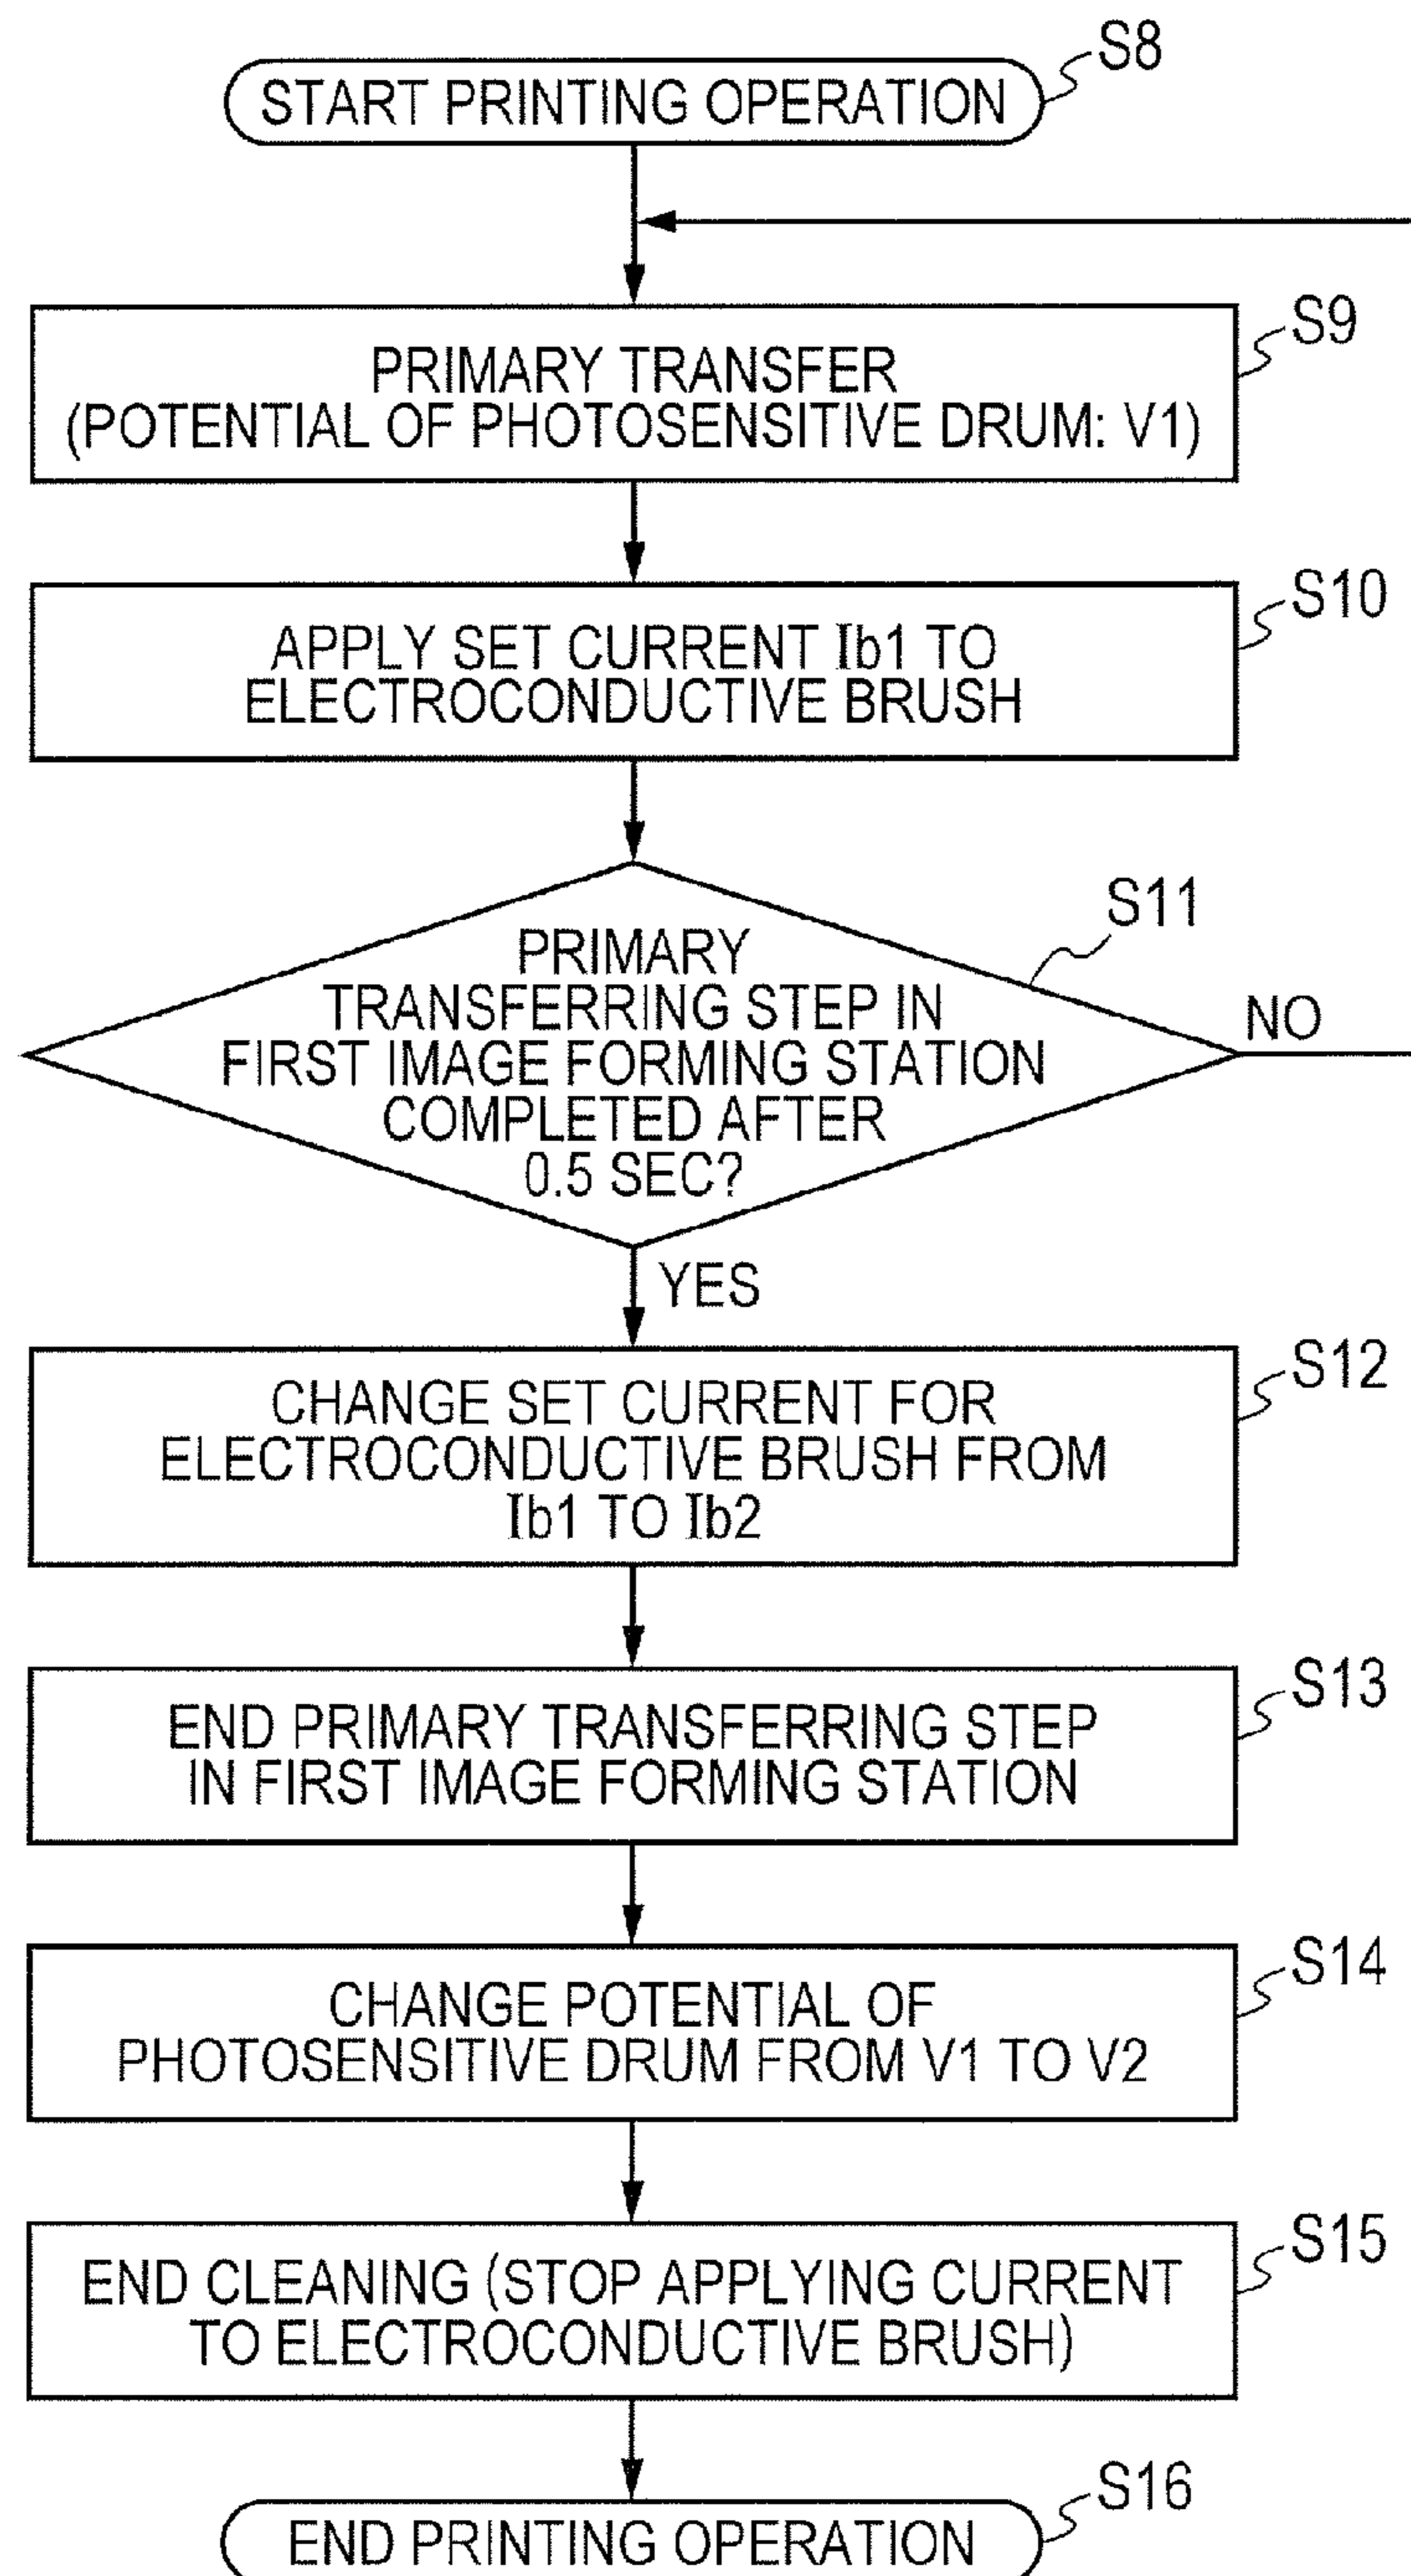 START PRINTING OPERATION
S8
PRIMARY TRANSFER
(POTENTIAL OF PHOTOSENSITIVE DRUM: V1)
S9
APPLY SET CURRENT Ib1 TO
ELECTROCONDUCTIVE BRUSH
S10
PRIMARY
TRANSFERRING STEP IN
FIRST IMAGE FORMING STATION
COMPLETED AFTER
0.5 SEC?
S11
NO
YES
CHANGE SET CURRENT FOR
ELECTROCONDUCTIVE BRUSH FROM
Ib1 TO Ib2
S12
END PRIMARY TRANSFERRING STEP
IN FIRST IMAGE FORMING STATION
S13
CHANGE POTENTIAL OF
PHOTOSENSITIVE DRUM FROM V1 TO V2
S14
END CLEANING (STOP APPLYING CURRENT
TO ELECTROCONDUCTIVE BRUSH)
S15
END PRINTING OPERATION
S16